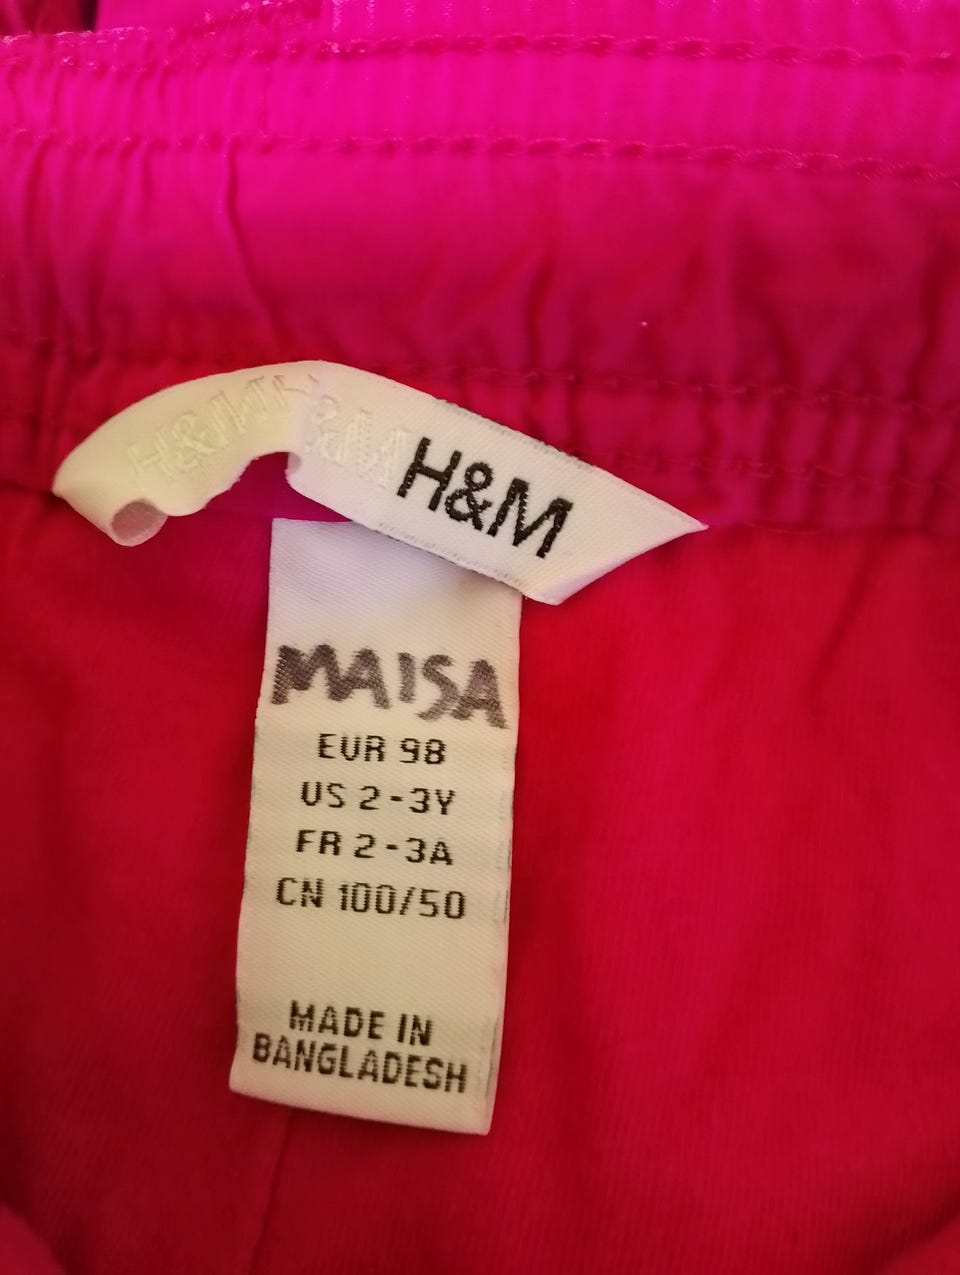 H&M H&M
H&M
MAISA
EUR 98
US 2-3Y
FR 2-3A
CN 100/50
MADE IN
BANGLADESH